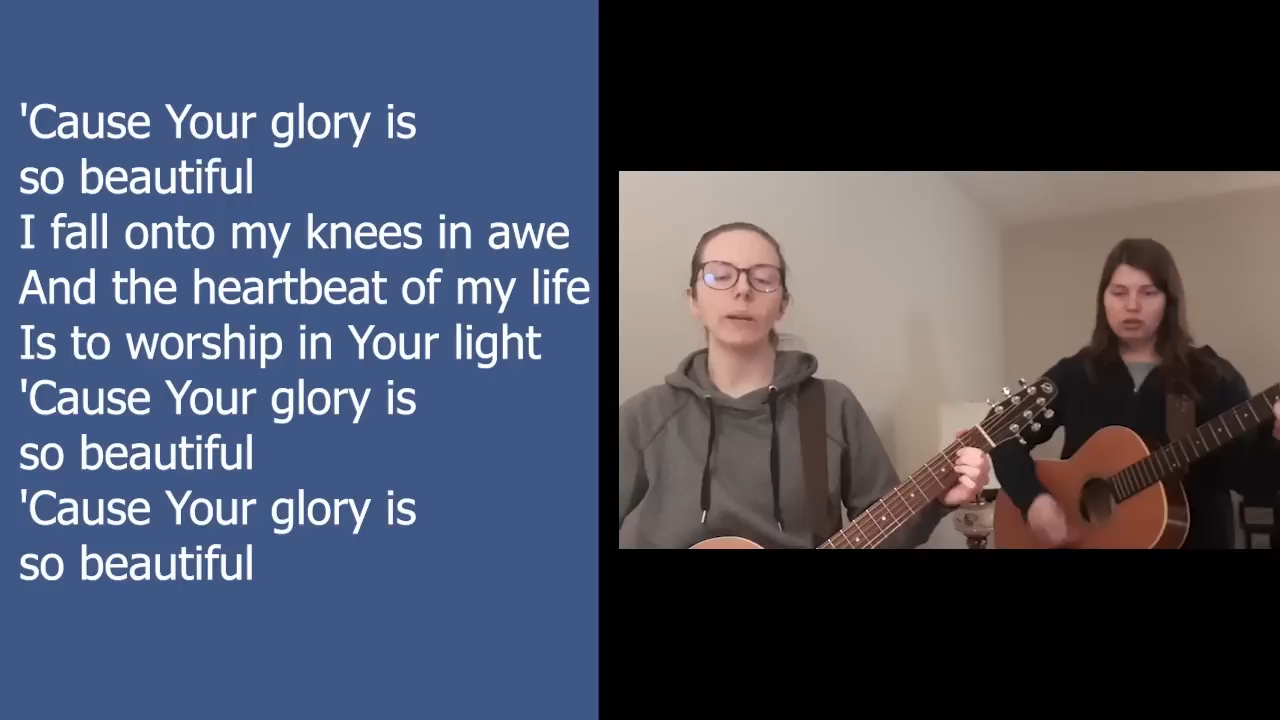 'Cause Your glory is
so beautiful
I fall onto my knees in awe
And the heartbeat of my life
Is to worship in Your light
'Cause Your glory is
so beautiful
'Cause Your glory is
so beautiful